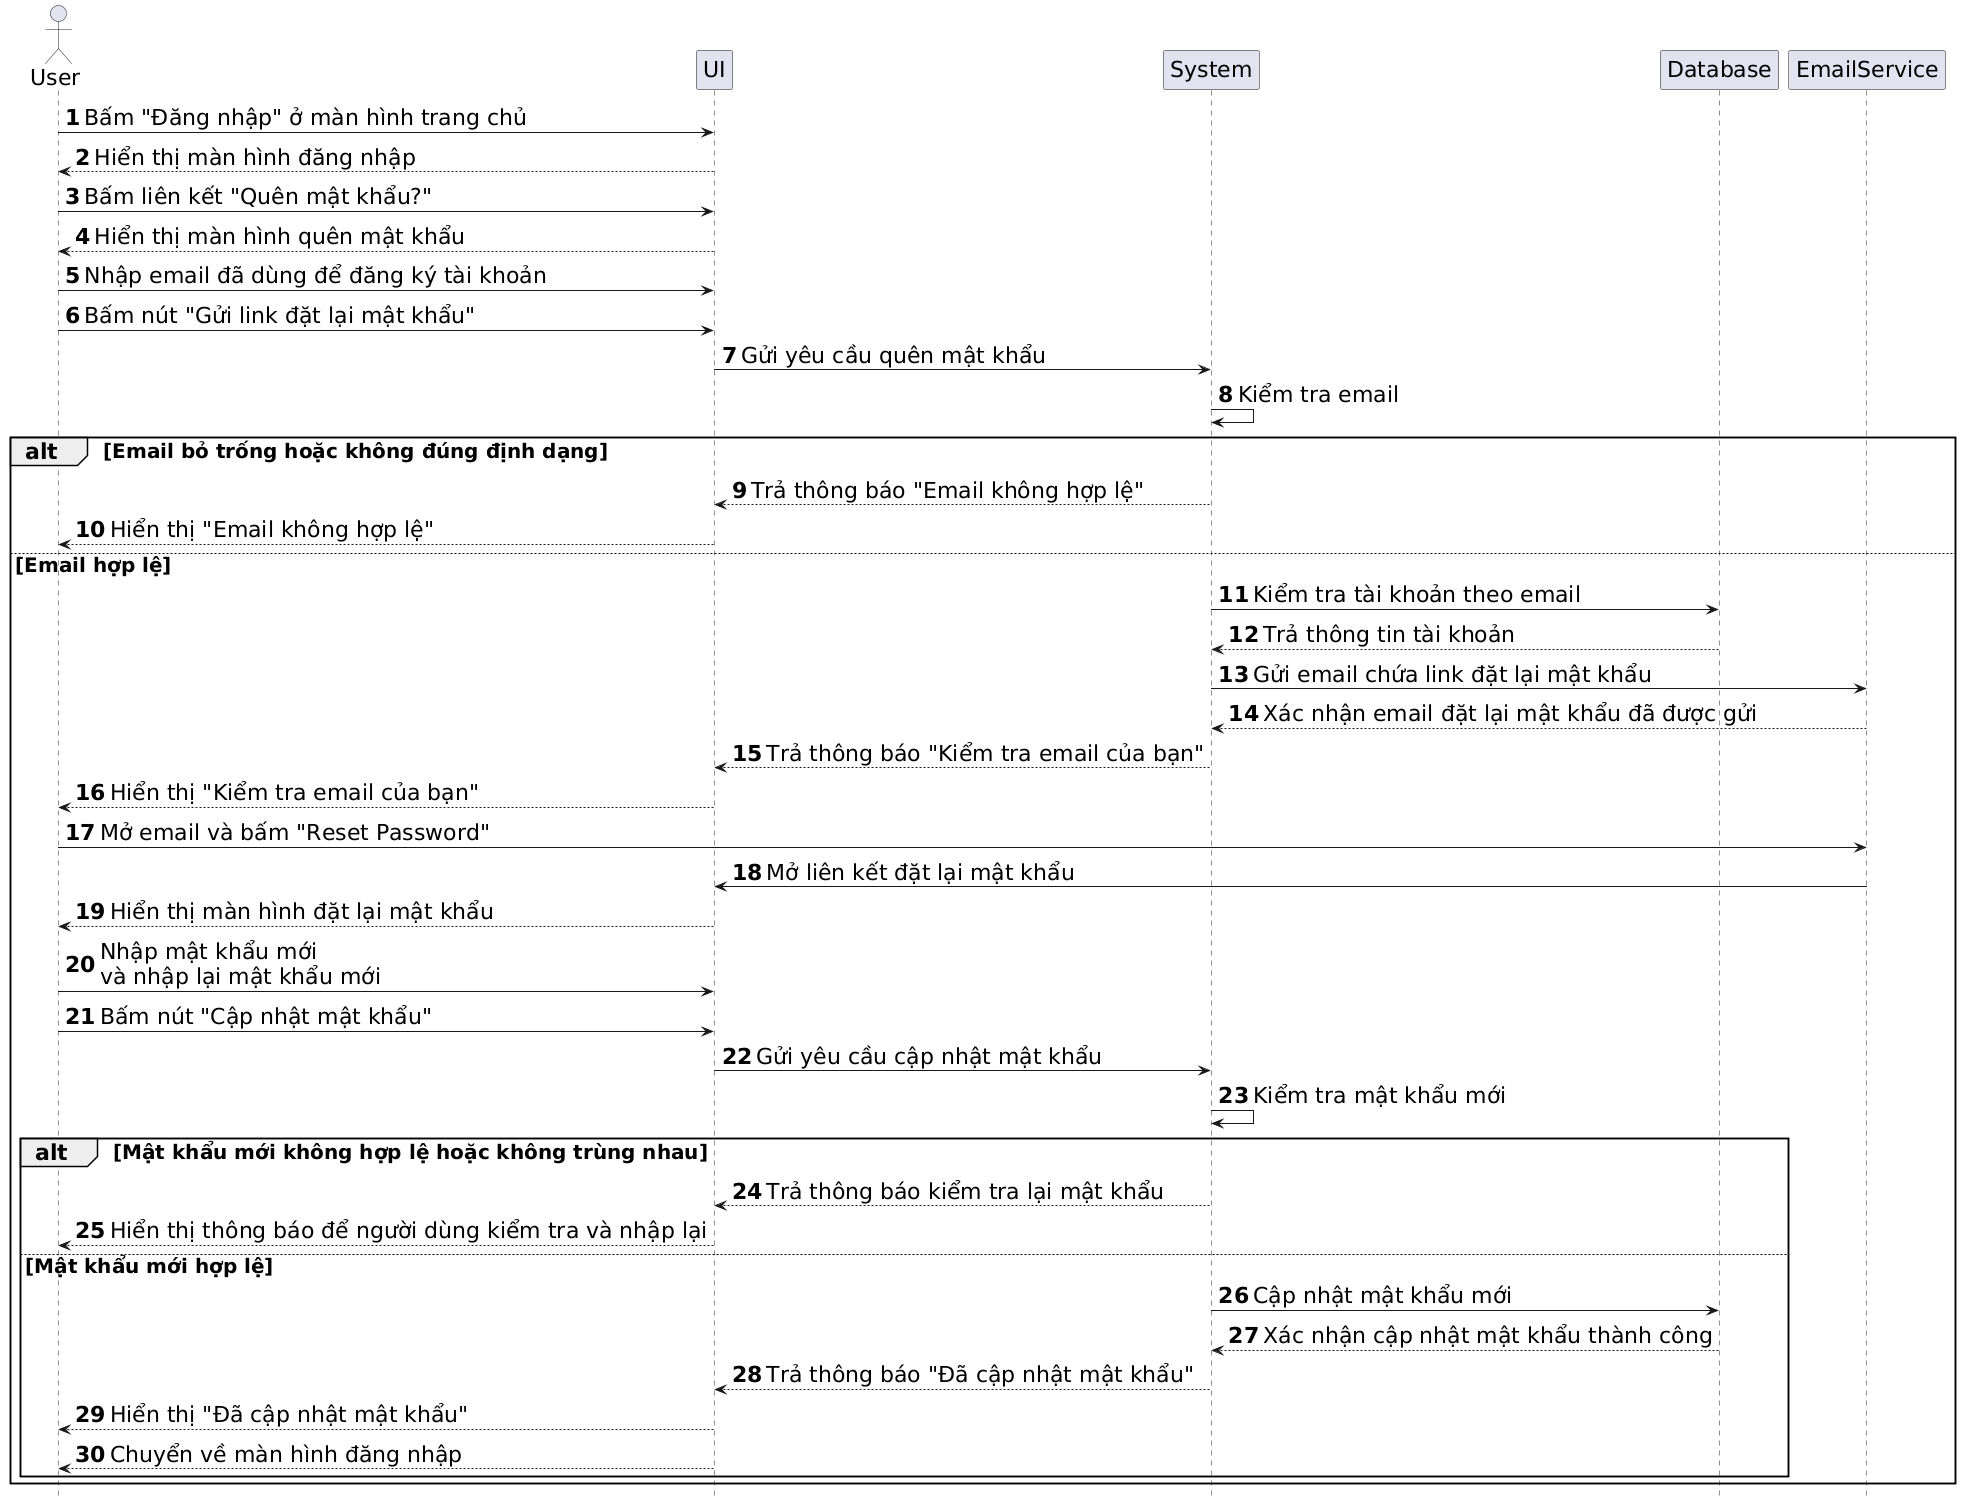 User
UI
System
Database
EmailService
1 Bấm "Đăng nhập" ở màn hình trang chủ
2 Hiển thị màn hình đăng nhập
3 Bấm liên kết "Quên mật khẩu?"
4 Hiển thị màn hình quên mật khẩu
5 Nhập email đã dùng để đăng ký tài khoản
6 Bấm nút "Gửi link đặt lại mật khẩu"
7 Gửi yêu cầu quên mật khẩu
8 Kiểm tra email
alt [Email bỏ trống hoặc không đúng định dạng]
9 Trả thông báo "Email không hợp lệ"
10 Hiển thị "Email không hợp lệ"
[Email hợp lệ]
11 Kiểm tra tài khoản theo email
12 Trả thông tin tài khoản
13 Gửi email chứa link đặt lại mật khẩu
14 Xác nhận email đặt lại mật khẩu đã được gửi
15 Trả thông báo "Kiểm tra email của bạn"
16 Hiển thị "Kiểm tra email của bạn"
17 Mở email và bấm "Reset Password"
18 Mở liên kết đặt lại mật khẩu
19 Hiển thị màn hình đặt lại mật khẩu
20 Nhập mật khẩu mới
và nhập lại mật khẩu mới
21 Bấm nút "Cập nhật mật khẩu"
22 Gửi yêu cầu cập nhật mật khẩu
23 Kiểm tra mật khẩu mới
alt [Mật khẩu mới không hợp lệ hoặc không trùng nhau]
24 Trả thông báo kiểm tra lại mật khẩu
25 Hiển thị thông báo để người dùng kiểm tra và nhập lại
[Mật khẩu mới hợp lệ]
26 Cập nhật mật khẩu mới
27 Xác nhận cập nhật mật khẩu thành công
28 Trả thông báo "Đã cập nhật mật khẩu"
29 Hiển thị "Đã cập nhật mật khẩu"
30 Chuyển về màn hình đăng nhập